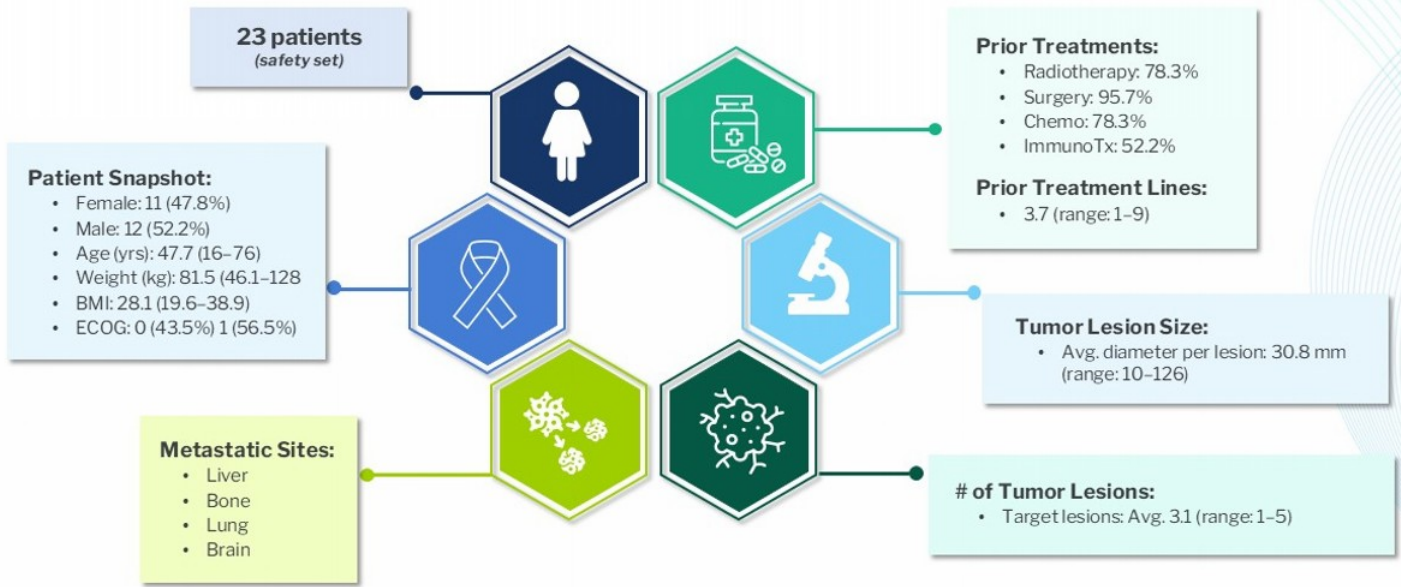 23 patients
(safety set)
Patient Snapshot:
• Female: 11 (47.8%)
• Male: 12 (52.2%)
• Age (yrs): 47.7 (16–76)
• Weight (kg): 81.5 (46.1–128
• BMI: 28.1 (19.6–38.9)
• ECOG: 0 (43.5%) 1 (56.5%)
Metastatic Sites:
• Liver
• Bone
• Lung
• Brain
Prior Treatments:
• Radiotherapy: 78.3%
• Surgery: 95.7%
• Chemo: 78.3%
• ImmunoTx: 52.2%
Prior Treatment Lines:
• 3.7 (range: 1–9)
Tumor Lesion Size:
• Avg. diameter per lesion: 30.8 mm
(range: 10–126)
# of Tumor Lesions:
• Target lesions: Avg. 3.1 (range: 1–5)